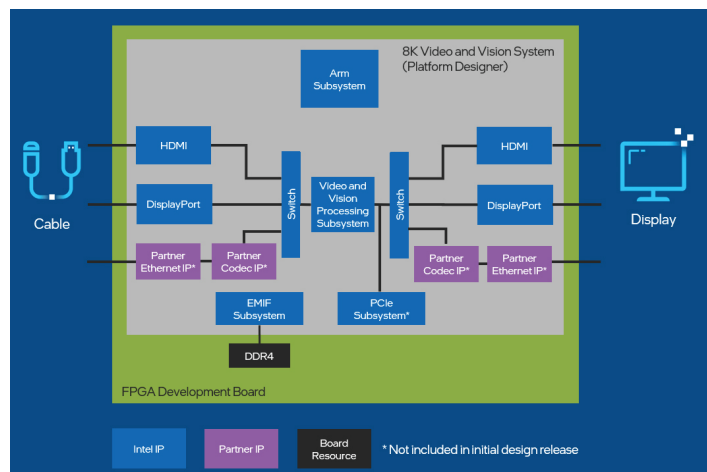 8K Video and Vision System
(Platform Designer)
Arm
Subsystem
HDMI
HDMI
Switch
Video and
Vision
Processing
Subsystem
Switch
DisplayPort
DisplayPort
Cable
Display
Partner
Ethernet IP*
Partner
Codec IP*
Partner
Codec IP*
Partner
Ethernet IP*
EMIF
Subsystem
PCIe
Subsystem*
DDR4
FPGA Development Board
Intel IP
Partner IP
Board
Resource
* Not included in initial design release